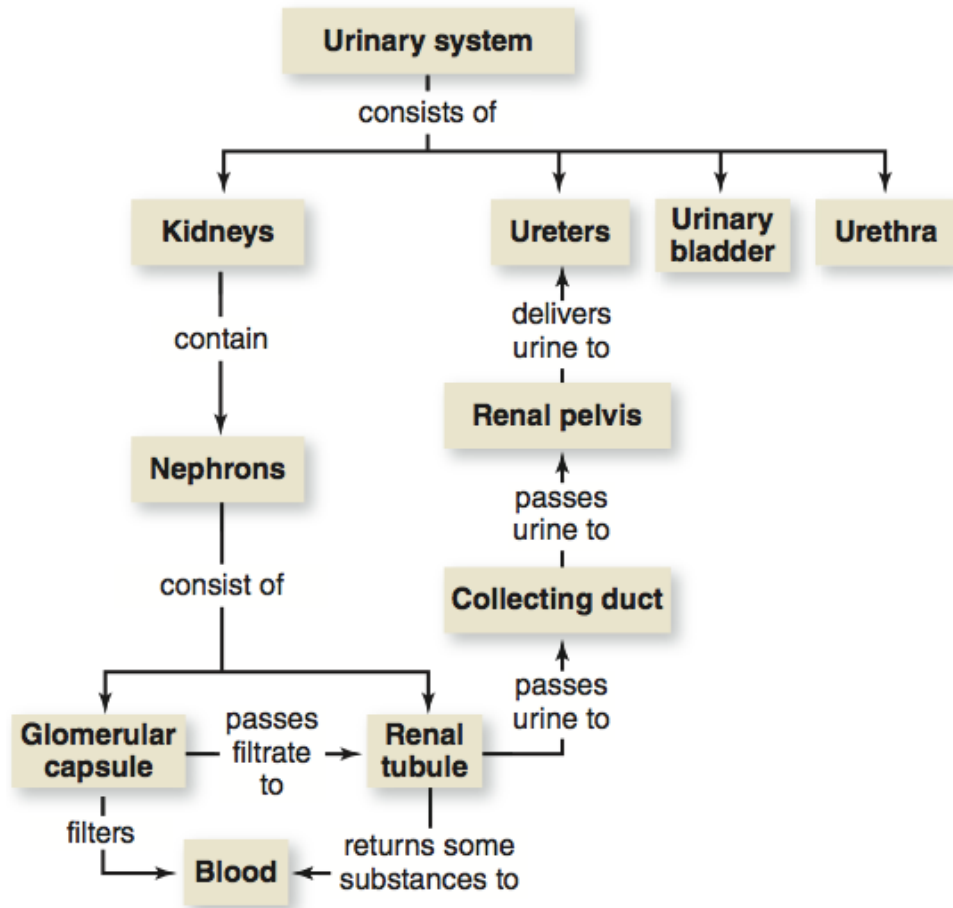 Urinary system
consists of
Kidneys
Ureters
Urinary
bladder
Urethra
contain
delivers
urine to
Renal pelvis
Nephrons
passes
urine to
consist of
Collecting duct
passes
urine to
Glomerular
capsule
passes
filtrate
to
Renal
tubule
filters
Blood
returns some
substances to